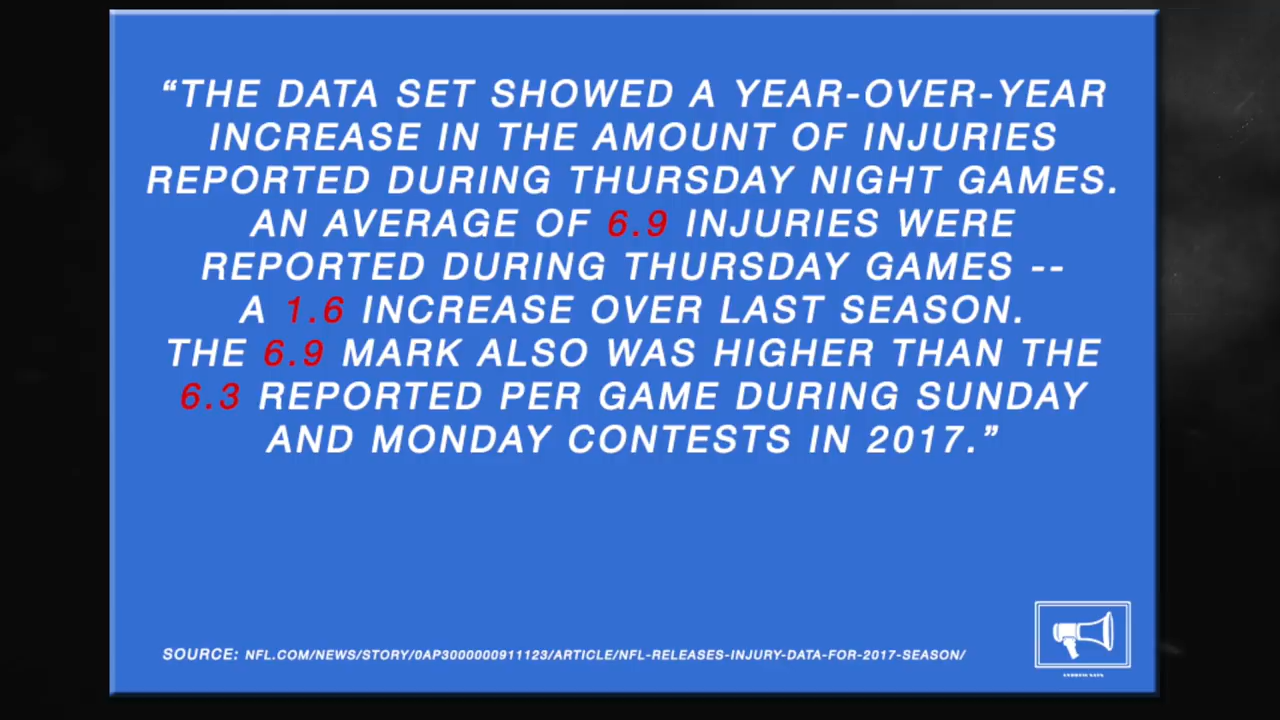 “THE DATA SET SHOWED A YEAR-OVER-YEAR
INCREASE IN THE AMOUNT OF INJURIES
REPORTED DURING THURSDAY NIGHT GAMES.
AN AVERAGE OF 6.9 INJURIES WERE
REPORTED DURING THURSDAY GAMES --
A 1.6 INCREASE OVER LAST SEASON.
THE 6.9 MARK ALSO WAS HIGHER THAN THE
6.3 REPORTED PER GAME DURING SUNDAY
AND MONDAY CONTESTS IN 2017.”
SOURCE: NFL.COM/NEWS/STORY/0AP3000000911123/ARTICLE/NFL-RELEASES-INJURY-DATA-FOR-2017-SEASON/